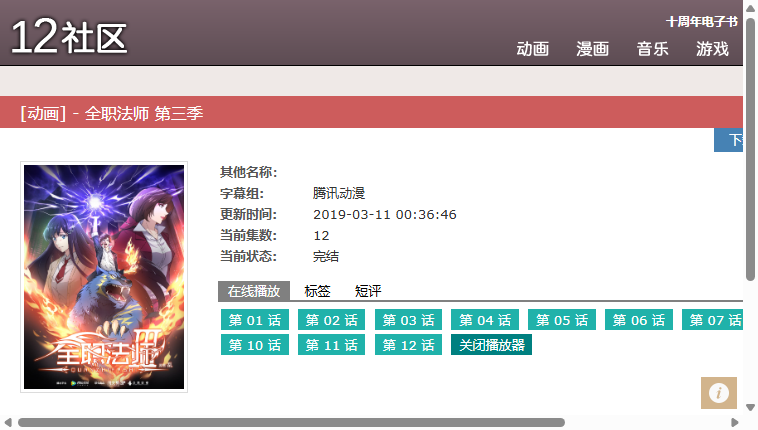 12社区
十周年电子书
动画 漫画 音乐 游戏
[动画] - 全职法师 第三季
其他名称:
字幕组: 腾讯动漫
更新时间: 2019-03-11 00:36:46
当前集数: 12
当前状态: 完结
在线播放 标签 短评
第 01 话 第 02 话 第 03 话 第 04 话 第 05 话 第 06 话 第 07 话
第 10 话 第 11 话 第 12 话 关闭播放器
全职法师 III